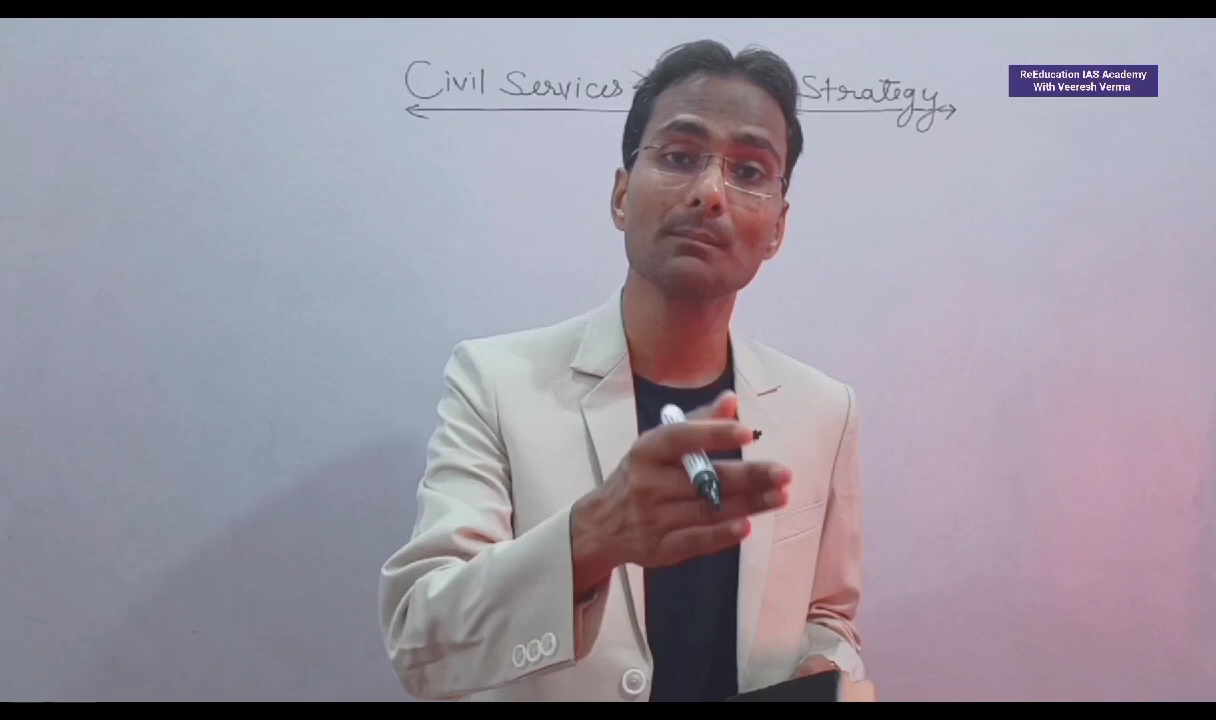 Civil Services Strategy
ReEducation IAS Academy
With Veeresh Verma